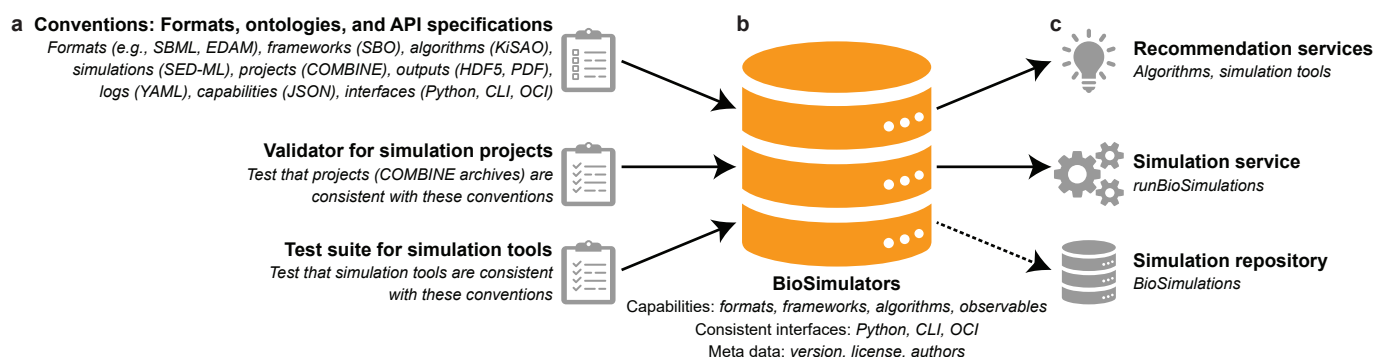 a Conventions: Formats, ontologies, and API specifications
Formats (e.g., SBML, EDAM), frameworks (SBO), algorithms (KiSAO),
simulations (SED-ML), projects (COMBINE), outputs (HDF5, PDF),
logs (YAML), capabilities (JSON), interfaces (Python, CLI, OCI)
Validator for simulation projects
Test that projects (COMBINE archives) are
consistent with these conventions
Test suite for simulation tools
Test that simulation tools are consistent
with these conventions
b
BioSimulators
Capabilities: formats, frameworks, algorithms, observables
Consistent interfaces: Python, CLI, OCI
Meta data: version, license, authors
c
Recommendation services
Algorithms, simulation tools
Simulation service
runBioSimulations
Simulation repository
BioSimulations